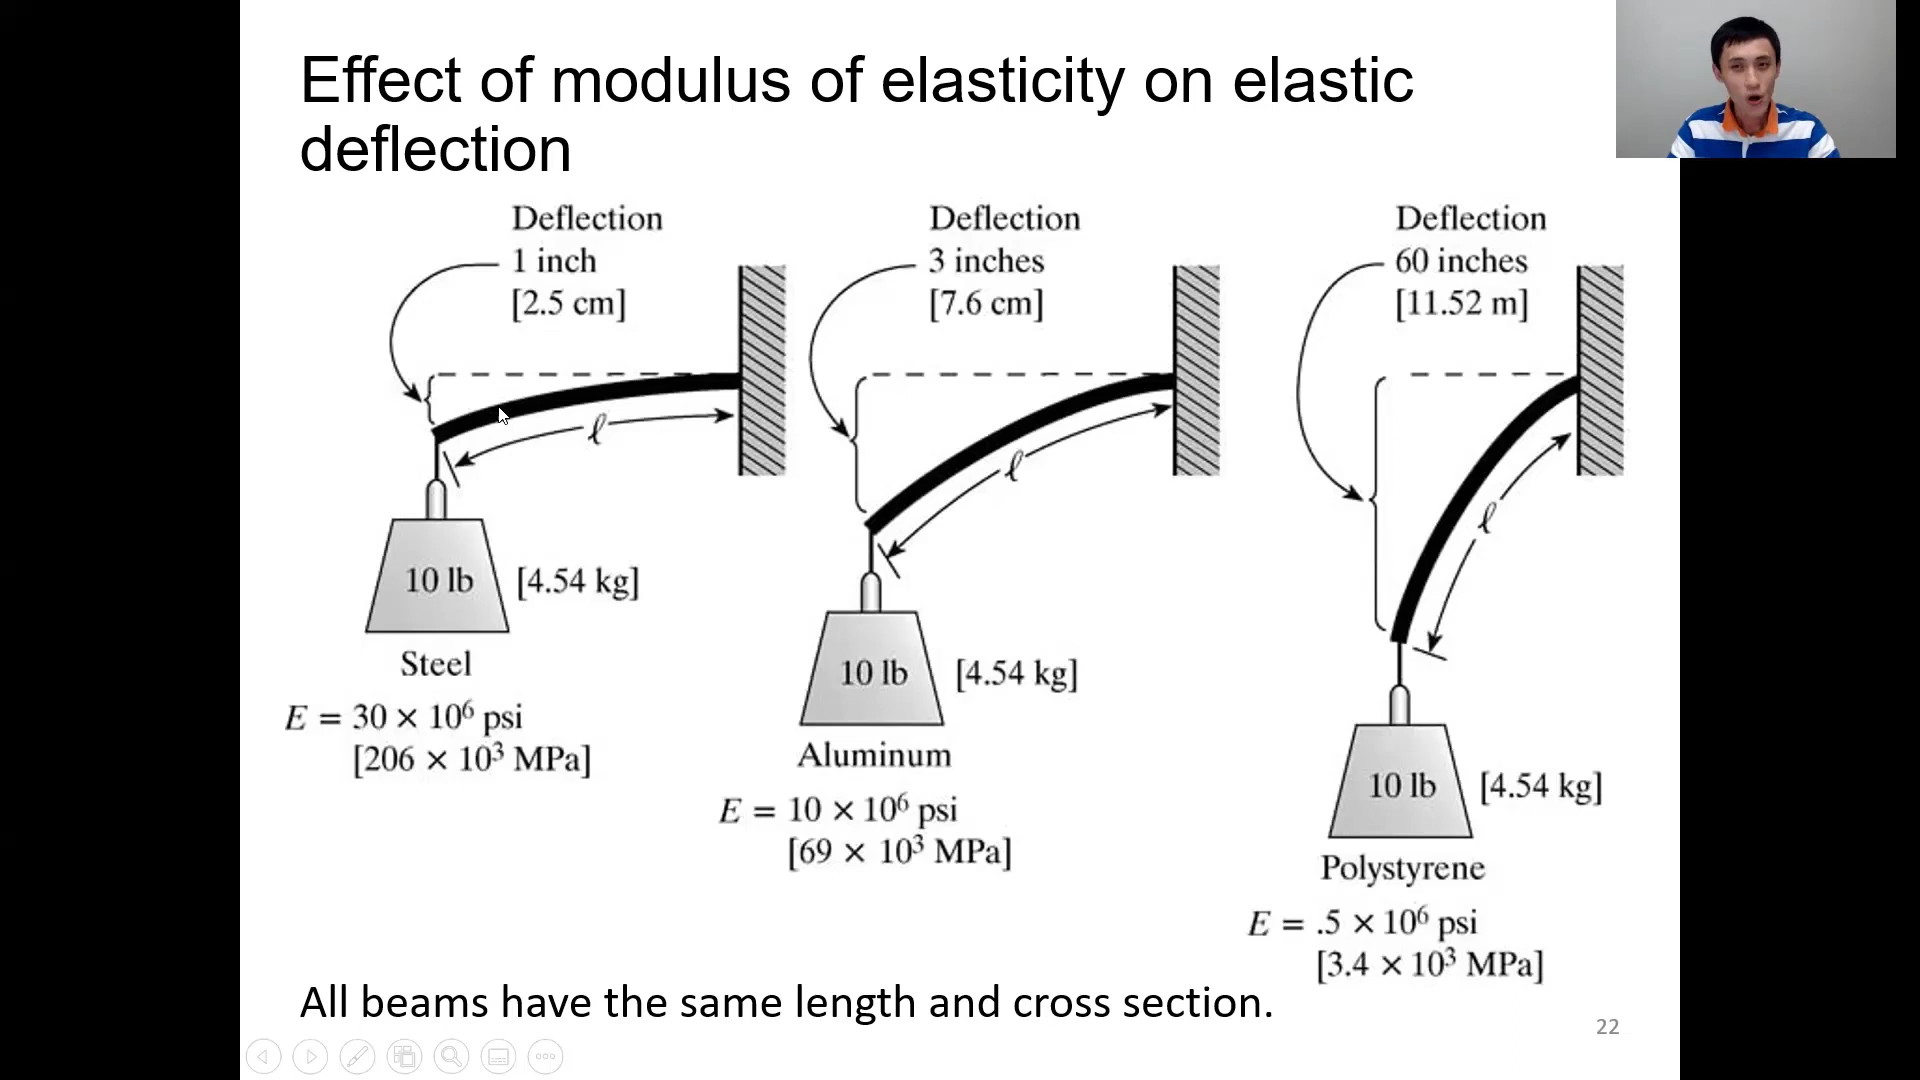 Effect of modulus of elasticity on elastic
deflection
Deflection
1 inch
[2.5 cm]
ℓ
10 lb
[4.54 kg]
Steel
E = 30 × 10⁶ psi
[206 × 10³ MPa]
Deflection
3 inches
[7.6 cm]
ℓ
10 lb
[4.54 kg]
Aluminum
E = 10 × 10⁶ psi
[69 × 10³ MPa]
Deflection
60 inches
[11.52 m]
ℓ
10 lb
[4.54 kg]
Polystyrene
E = .5 × 10⁶ psi
[3.4 × 10³ MPa]
All beams have the same length and cross section.
22